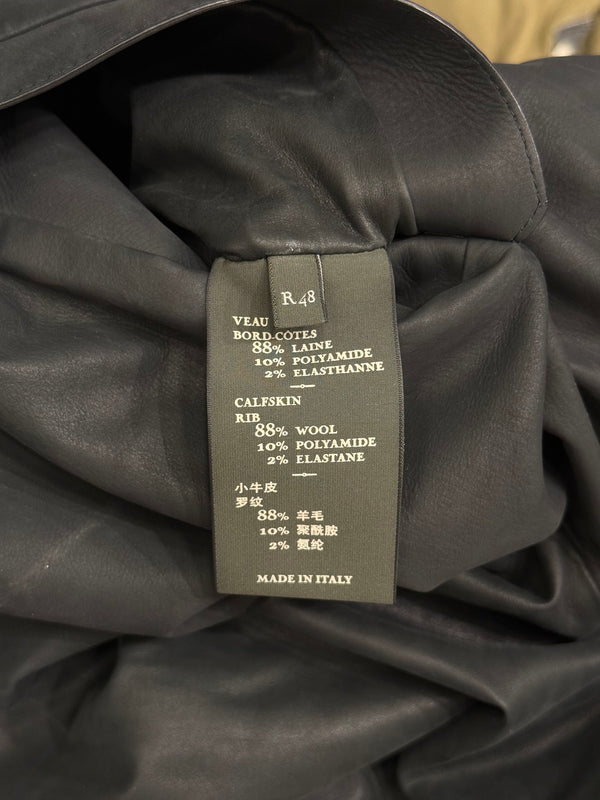 R 48
VEAU
BORD-CÔTES
88% LAINE
10% POLYAMIDE
2% ELASTHANNE
CALFSKIN
RIB
88% WOOL
10% POLYAMIDE
2% ELASTANE
小牛皮
罗纹
88% 羊毛
10% 聚酰胺
2% 氨纶
MADE IN ITALY